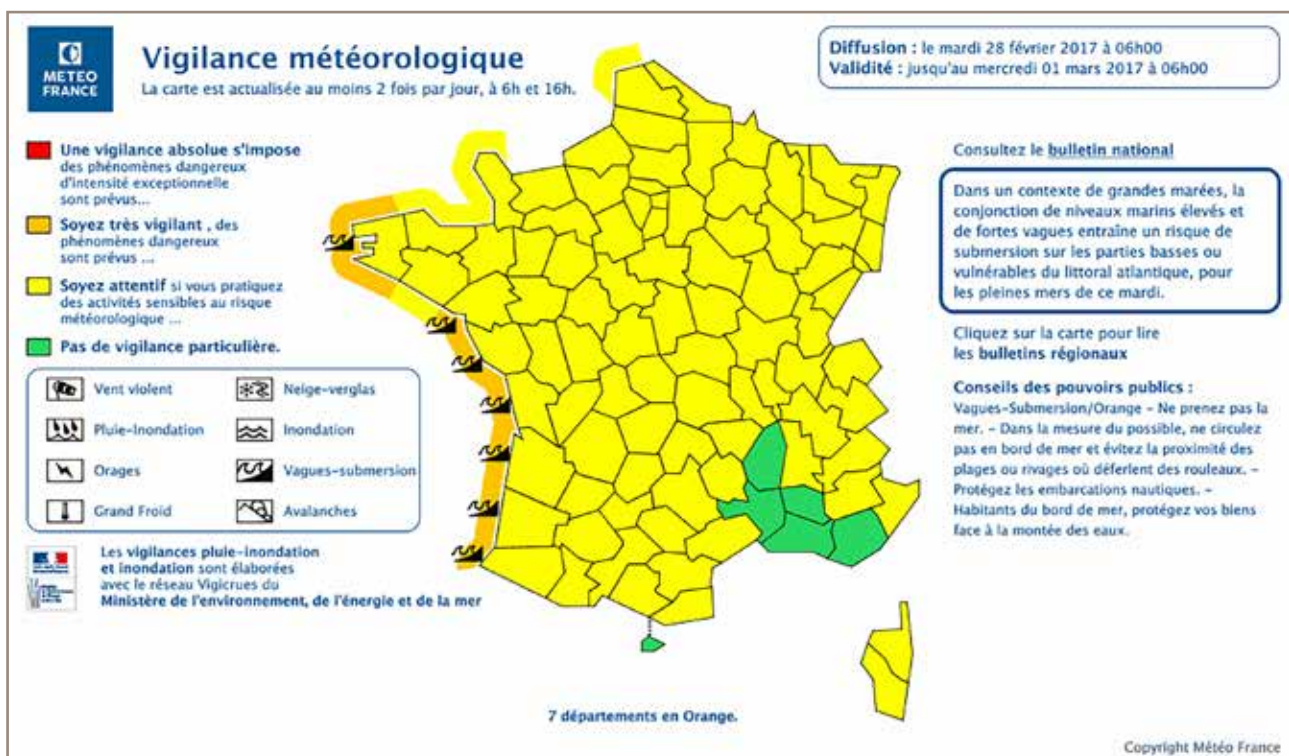 METEO
FRANCE
Vigilance météorologique
La carte est actualisée au moins 2 fois par jour, à 6h et 16h.
Diffusion : le mardi 28 février 2017 à 06h00
Validité : jusqu'au mercredi 01 mars 2017 à 06h00
Une vigilance absolue s'impose
des phénomènes dangereux
d'intensité exceptionnelle
sont prévus...
Soyez très vigilant , des
phénomènes dangereux
sont prévus ...
Soyez attentif si vous pratiquez
des activités sensibles au risque
météorologique ...
Pas de vigilance particulière.
Vent violent
Neige-verglas
Pluie-Inondation
Inondation
Orages
Vagues-submersion
Grand Froid
Avalanches
Les vigilances pluie-inondation
et inondation sont élaborées
avec le réseau Vigicrues du
Ministère de l'environnement, de l'énergie et de la mer
Consultez le bulletin national
Dans un contexte de grandes marées, la
conjonction de niveaux marins élevés et
de fortes vagues entraîne un risque de
submersion sur les parties basses ou
vulnérables du littoral atlantique, pour
les pleines mers de ce mardi.
Cliquez sur la carte pour lire
les bulletins régionaux
Conseils des pouvoirs publics :
Vagues-Submersion/Orange - Ne prenez pas la
mer. - Dans la mesure du possible, ne circulez
pas en bord de mer et évitez la proximité des
plages ou rivages où déferlent des rouleaux. -
Protégez les embarcations nautiques. -
Habitants du bord de mer, protégez vos biens
face à la montée des eaux.
7 départements en Orange.
Copyright Météo France